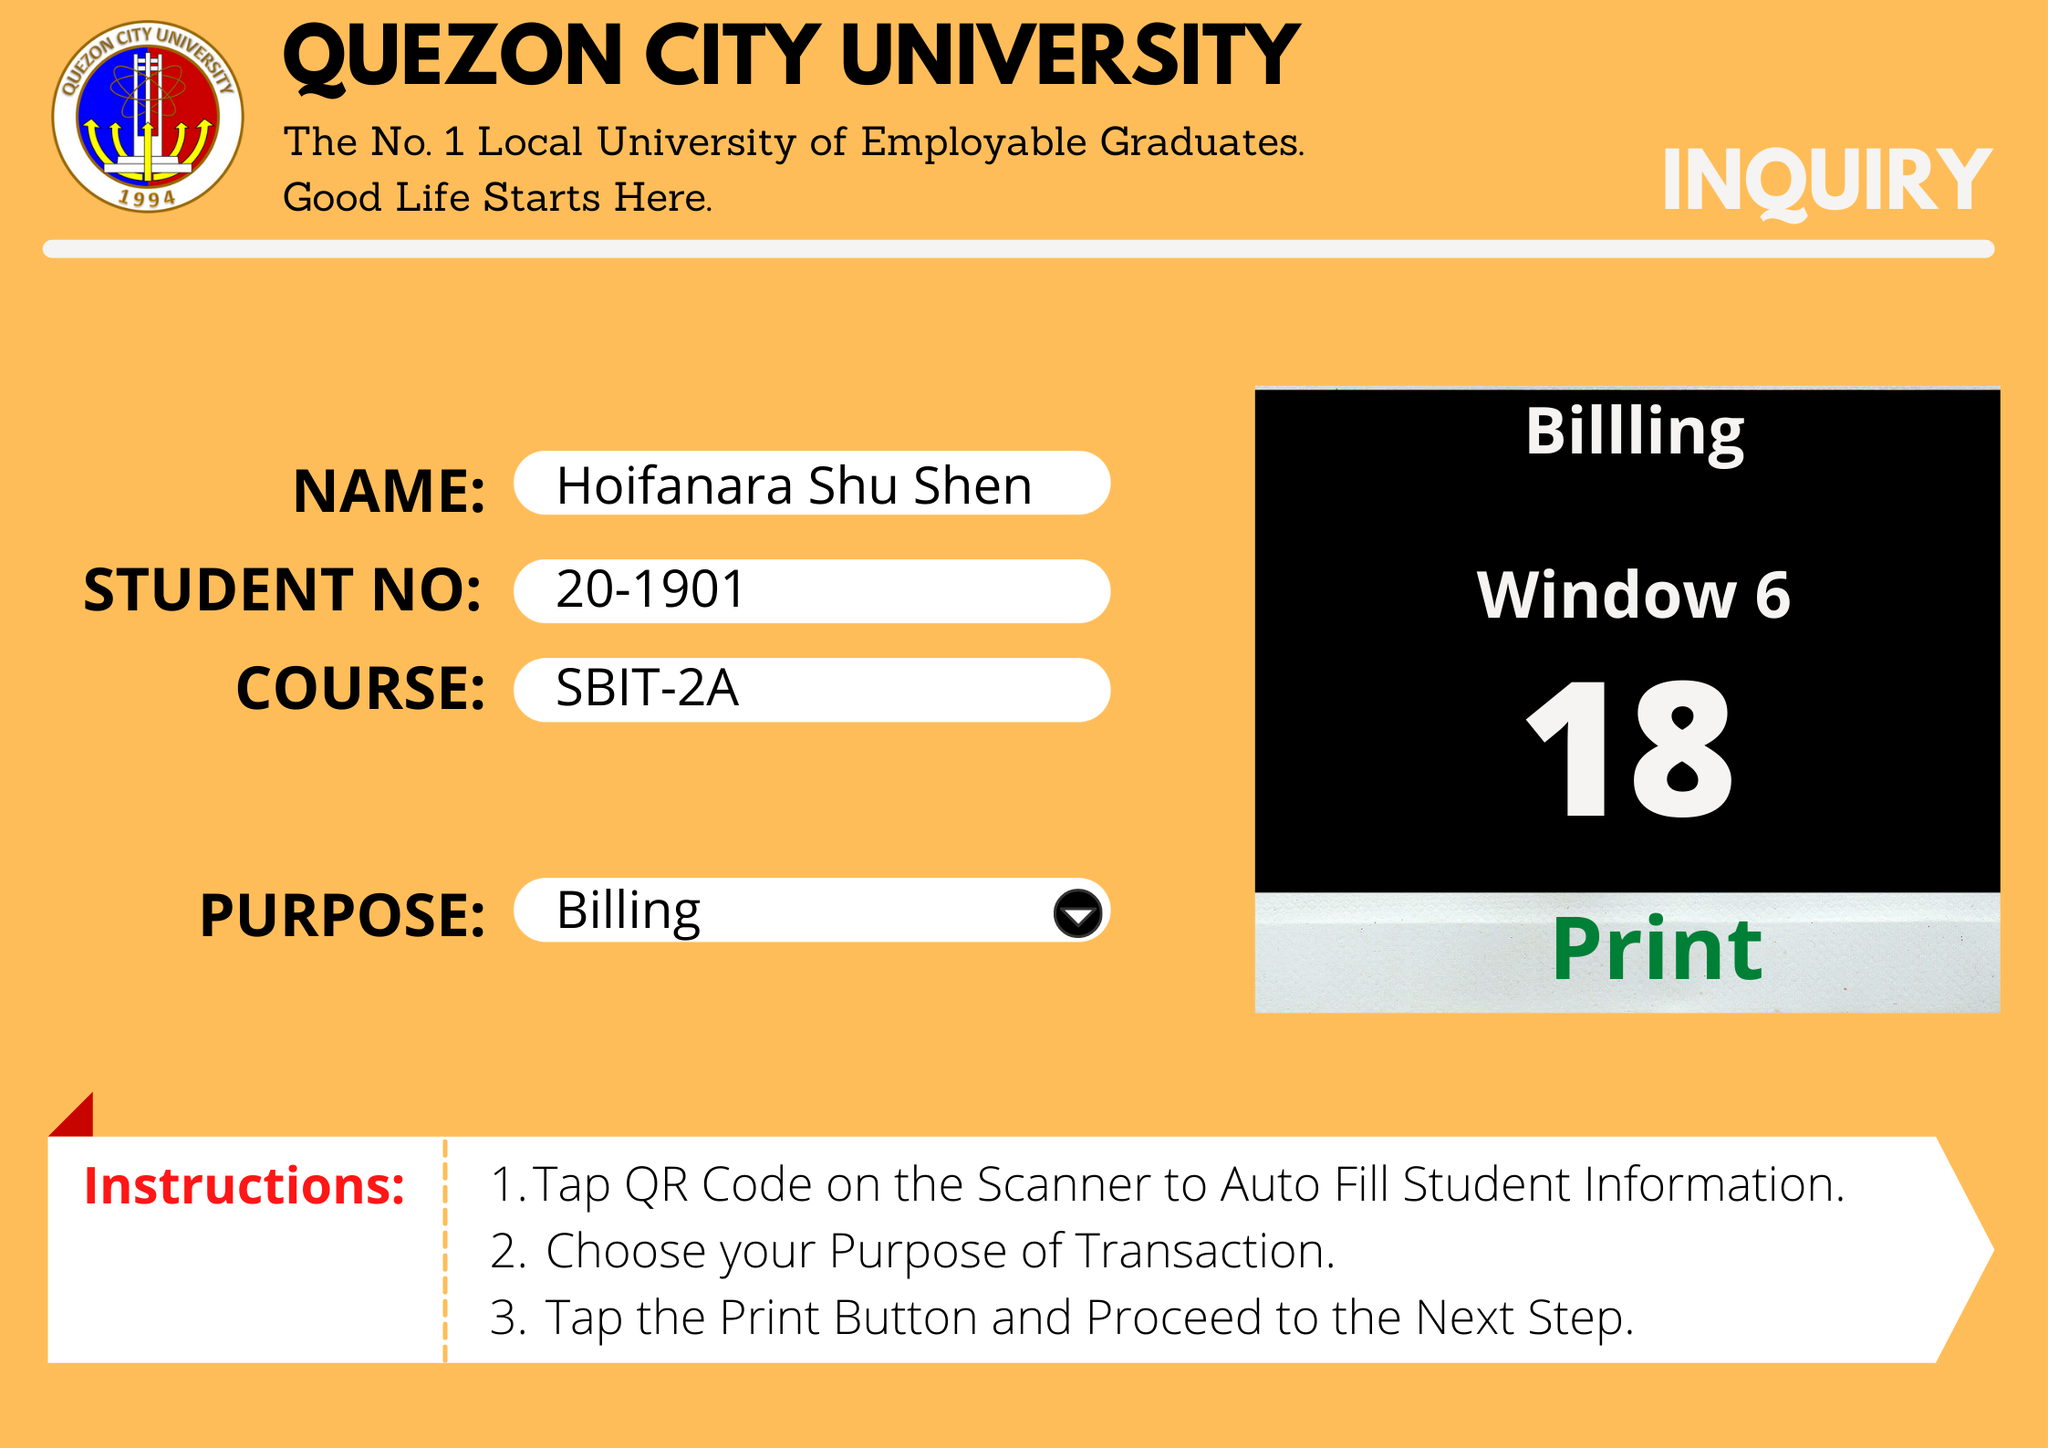 QUEZON CITY UNIVERSITY
1994
QUEZON CITY UNIVERSITY
The No. 1 Local University of Employable Graduates.
Good Life Starts Here.
INQUIRY
NAME: Hoifanara Shu Shen
STUDENT NO: 20-1901
COURSE: SBIT-2A
PURPOSE: Billing
Billling
Window 6
18
Print
Instructions:
1. Tap QR Code on the Scanner to Auto Fill Student Information.
2. Choose your Purpose of Transaction.
3. Tap the Print Button and Proceed to the Next Step.